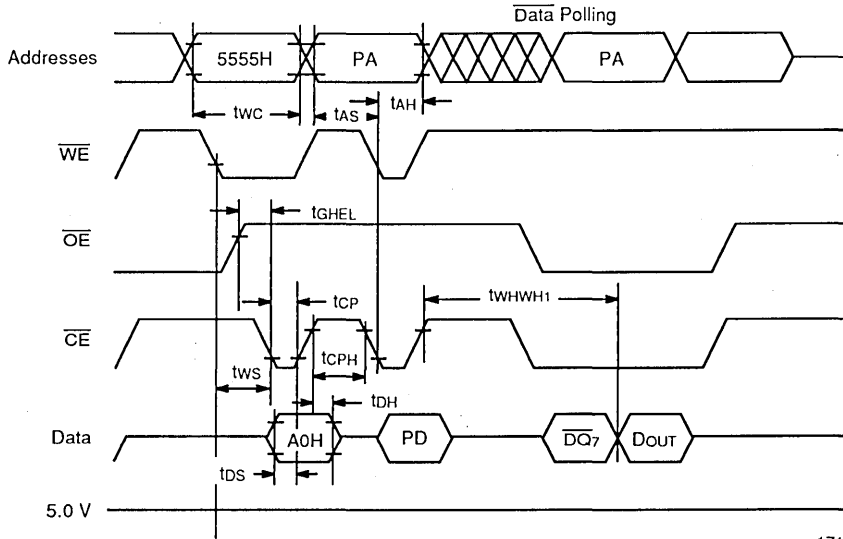 Data Polling
Addresses
5555H
PA
PA
tWC
tAS
tAH
WE
tGHEL
OE
tCP
tWHWH1
CE
tCPH
tWS
tDH
Data
A0H
PD
DQ7
DOUT
tDS
5.0 V